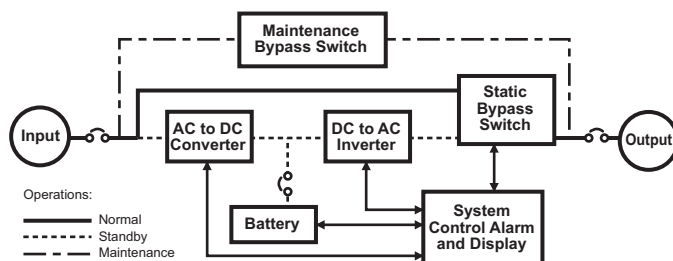 Maintenance
Bypass Switch
Static
Bypass
Switch
Input
AC to DC
Converter
DC to AC
Inverter
Output
Operations:
Normal
Standby
Maintenance
Battery
System
Control Alarm
and Display